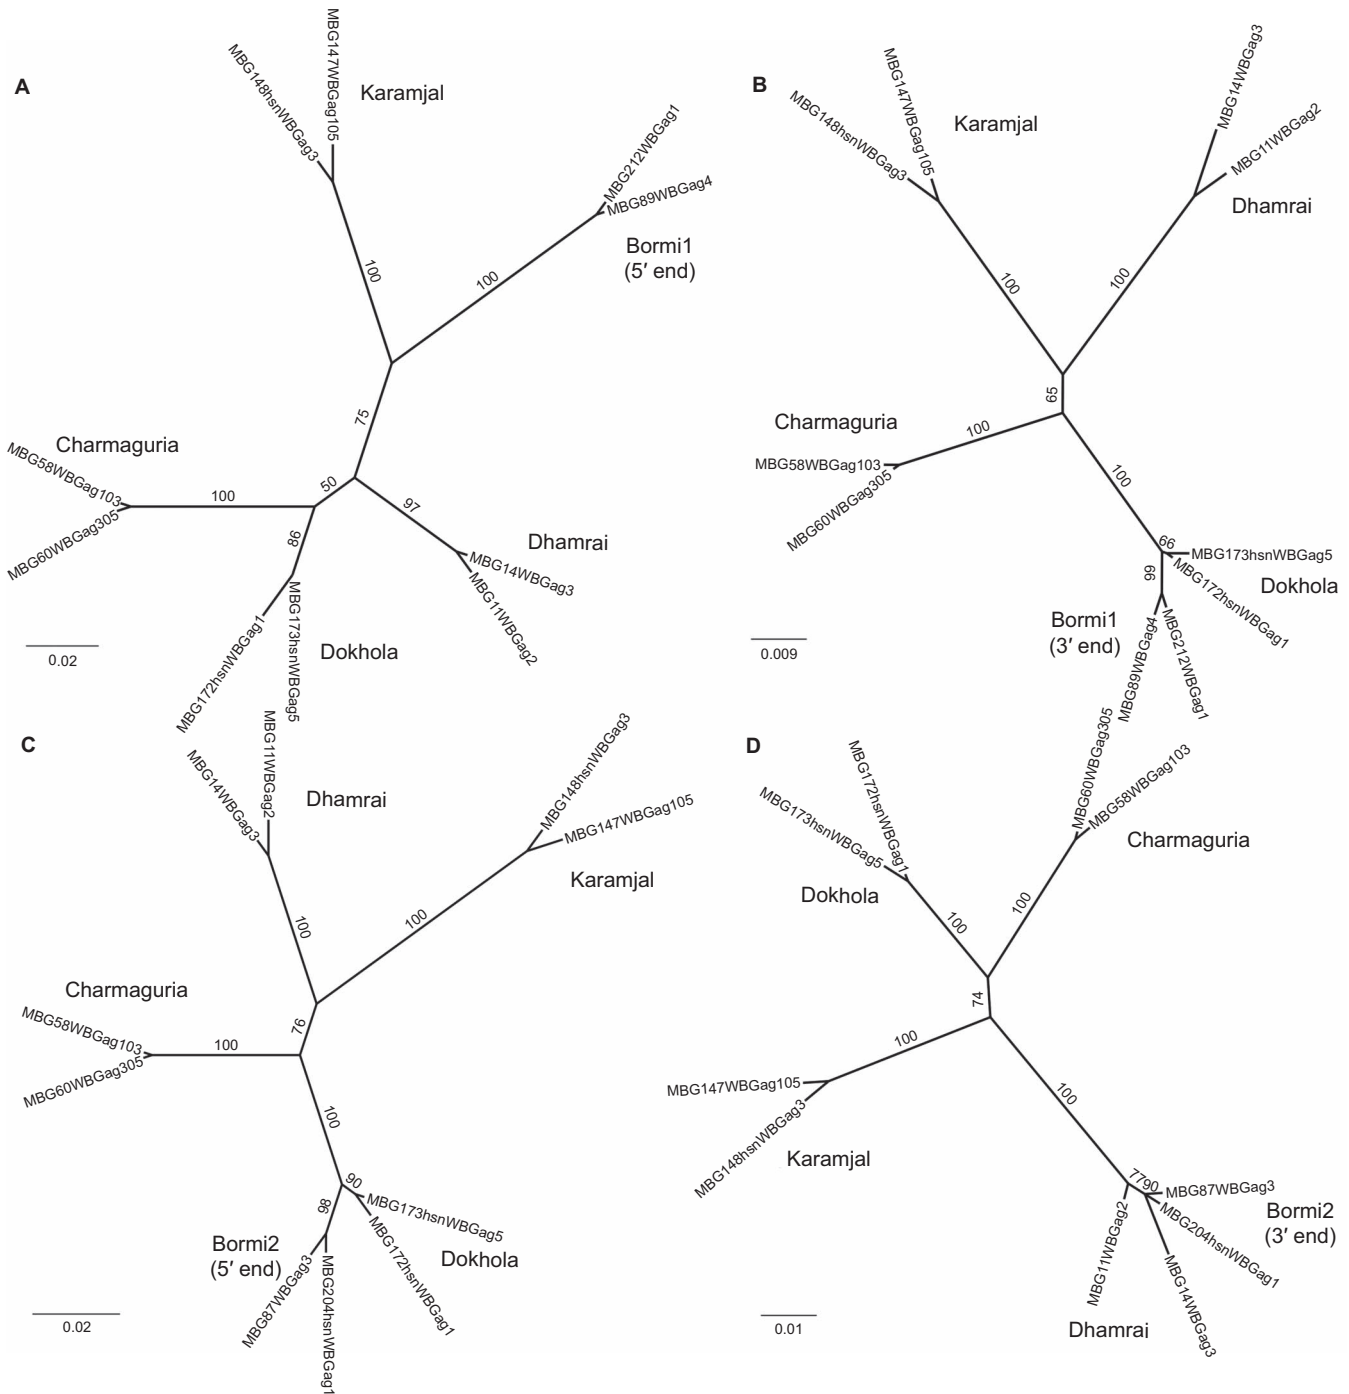 A
MBG148hsnWBGag3
MBG147WBGag105
Karamjal
MBG212WBGag1
MBG89WBGag4
Bormi1
(5′ end)
100
100
75
Charmaguria
MBG58WBGag103
MBG60WBGag305
100
50
97
86
Dhamrai
MBG14WBGag3
MBG11WBGag2
MBG172hsnWBGag1
MBG173hsnWBGag5
Dokhola
0.02
B
MBG148hsnWBGag3
MBG147WBGag105
Karamjal
MBG14WBGag3
MBG11WBGag2
Dhamrai
100
100
65
Charmaguria
MBG58WBGag103
MBG60WBGag305
100
100
66
MBG173hsnWBGag5
MBG172hsnWBGag1
Dokhola
99
Bormi1
(3′ end)
MBG89WBGag4
MBG212WBGag1
0.009
C
MBG14WBGag3
MBG11WBGag2
Dhamrai
MBG148hsnWBGag3
MBG147WBGag105
Karamjal
100
100
76
Charmaguria
MBG58WBGag103
MBG60WBGag305
100
100
90
98
MBG173hsnWBGag5
MBG172hsnWBGag1
Dokhola
Bormi2
(5′ end)
MBG87WBGag3
MBG204hsnWBGag1
0.02
D
MBG173hsnWBGag5
MBG172hsnWBGag1
Dokhola
MBG60WBGag305
MBG58WBGag103
Charmaguria
100
100
74
MBG147WBGag105
MBG148hsnWBGag3
Karamjal
100
100
7790
MBG87WBGag3
MBG204hsnWBGag1
Bormi2
(3′ end)
MBG11WBGag2
MBG14WBGag3
Dhamrai
0.01